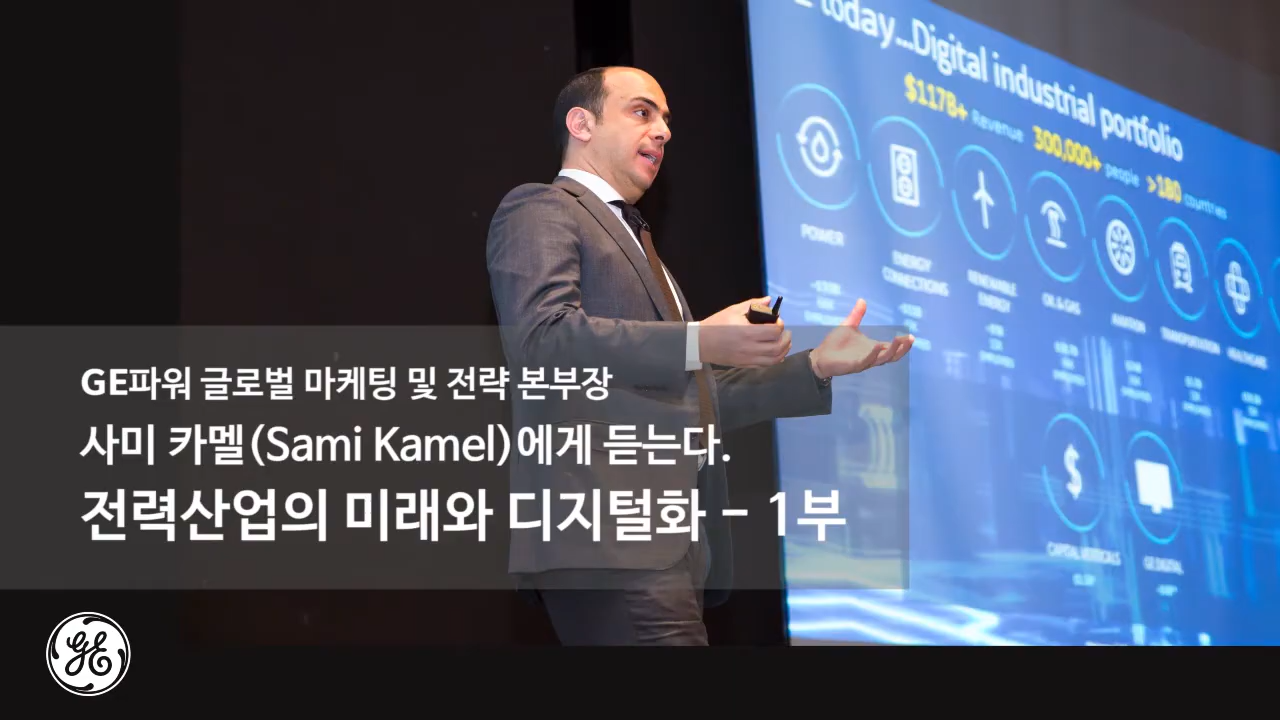 today...Digital industrial portfolio
$117B+ Revenue 300,000+ people >180 countries
POWER
ENERGY CONNECTIONS
RENEWABLE ENERGY
OIL & GAS
AVIATION
TRANSPORTATION
HEALTHCARE
CAPITAL VERTICALS
GE DIGITAL
GE파워 글로벌 마케팅 및 전략 본부장
사미 카멜(Sami Kamel)에게 듣는다.
전력산업의 미래와 디지털화 - 1부
GE